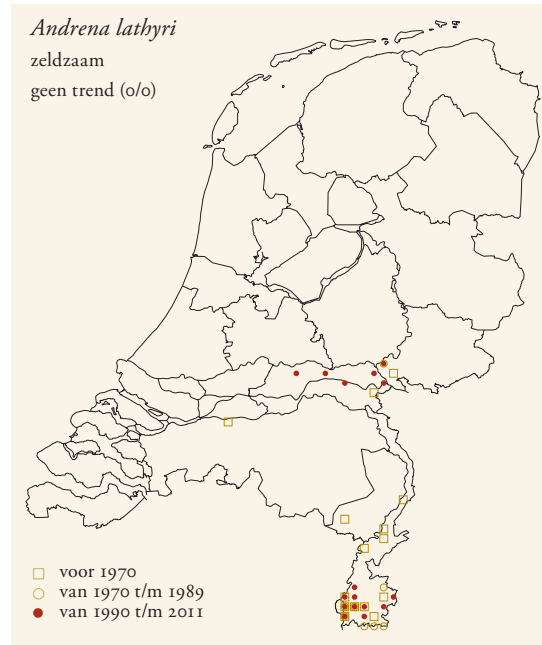 Andrena lathyri
zeldzaam
geen trend (0/0)
voor 1970
van 1970 t/m 1989
van 1990 t/m 2011